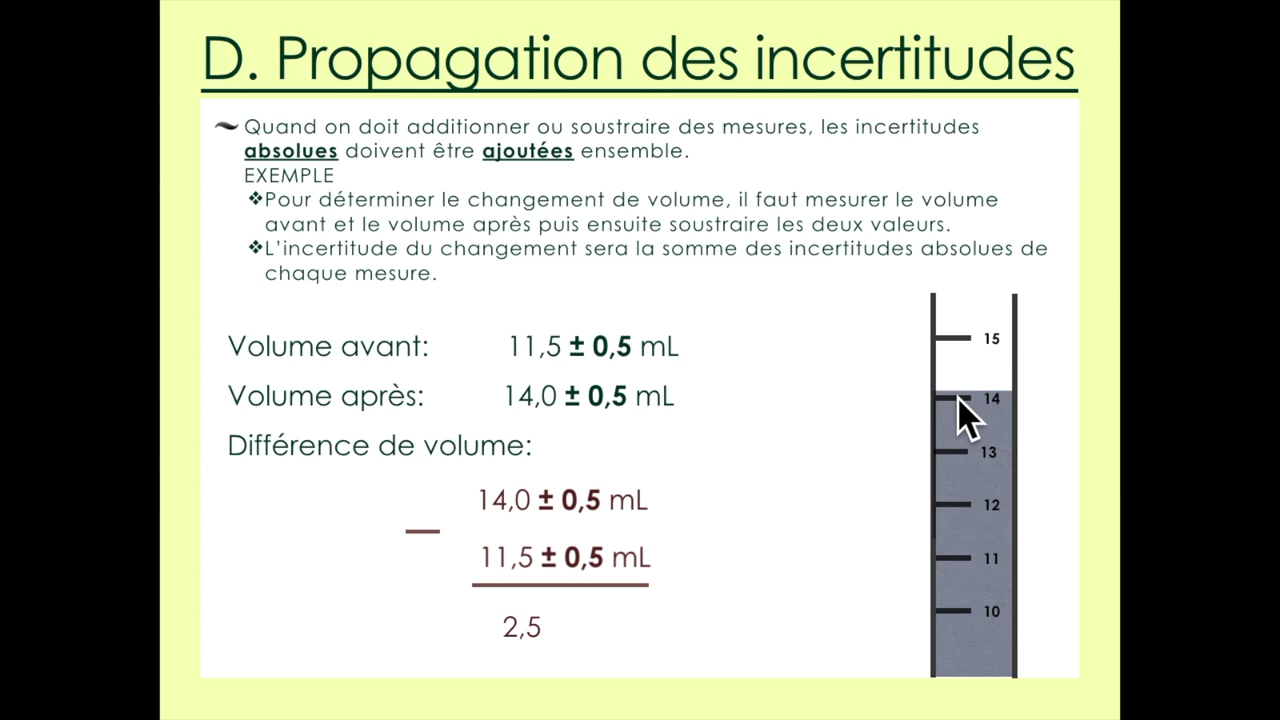 D. Propagation des incertitudes
Quand on doit additionner ou soustraire des mesures, les incertitudes
absolues doivent être ajoutées ensemble.
EXEMPLE
❖Pour déterminer le changement de volume, il faut mesurer le volume
avant et le volume après puis ensuite soustraire les deux valeurs.
❖L'incertitude du changement sera la somme des incertitudes absolues de
chaque mesure.
Volume avant: 11,5 ± 0,5 mL
Volume après: 14,0 ± 0,5 mL
Différence de volume:
14,0 ± 0,5 mL
—
11,5 ± 0,5 mL
2,5
15
14
13
12
11
10